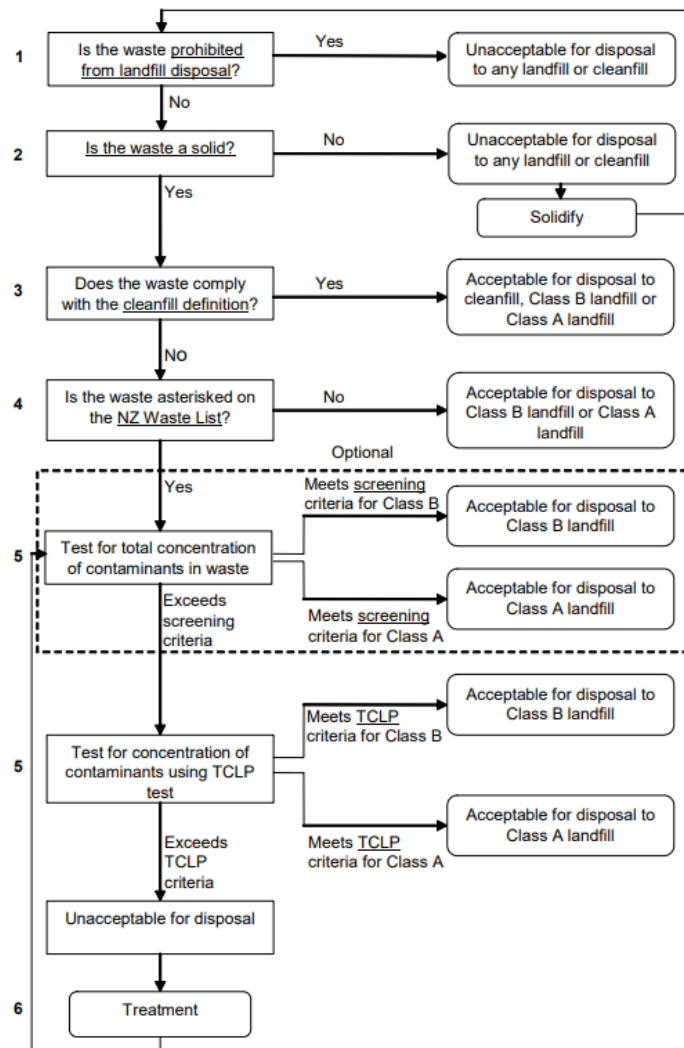 1
Is the waste prohibited
from landfill disposal?
Yes
Unacceptable for disposal
to any landfill or cleanfill
No
2
Is the waste a solid?
No
Unacceptable for disposal
to any landfill or cleanfill
Yes
Solidify
3
Does the waste comply
with the cleanfill definition?
Yes
Acceptable for disposal to
cleanfill, Class B landfill or
Class A landfill
No
4
Is the waste asterisked on
the NZ Waste List?
No
Acceptable for disposal to
Class B landfill or Class A
landfill
Optional
Yes
Meets screening
criteria for Class B
Acceptable for disposal to
Class B landfill
5
Test for total concentration
of contaminants in waste
Exceeds
screening
criteria
Meets screening
criteria for Class A
Acceptable for disposal to
Class A landfill
Meets TCLP
criteria for Class B
Acceptable for disposal to
Class B landfill
5
Test for concentration of
contaminants using TCLP
test
Exceeds
TCLP
criteria
Meets TCLP
criteria for Class A
Acceptable for disposal to
Class A landfill
Unacceptable for disposal
6
Treatment